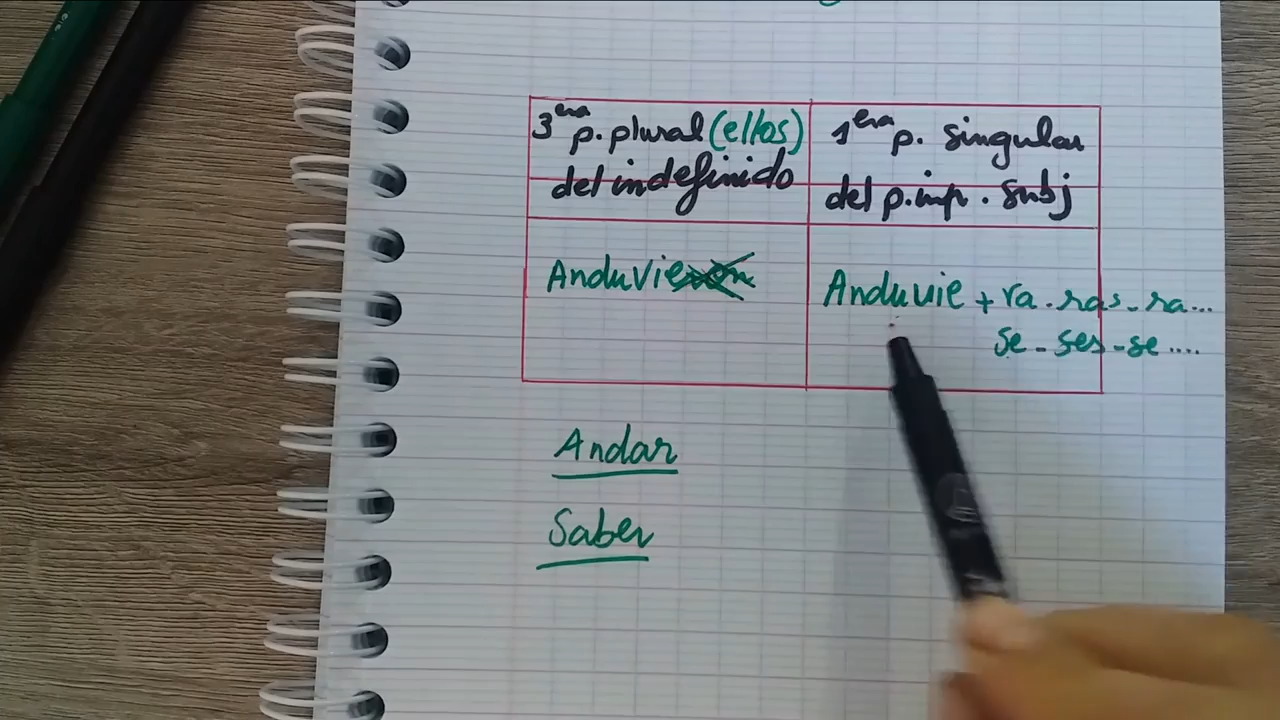 3era p. plural (ellos)
del indefinido
1era p. Singular
del p.imp. Subj
Anduvieron
Anduvie + ra - ras - ra...
se - ses - se ....
Andar
Saber